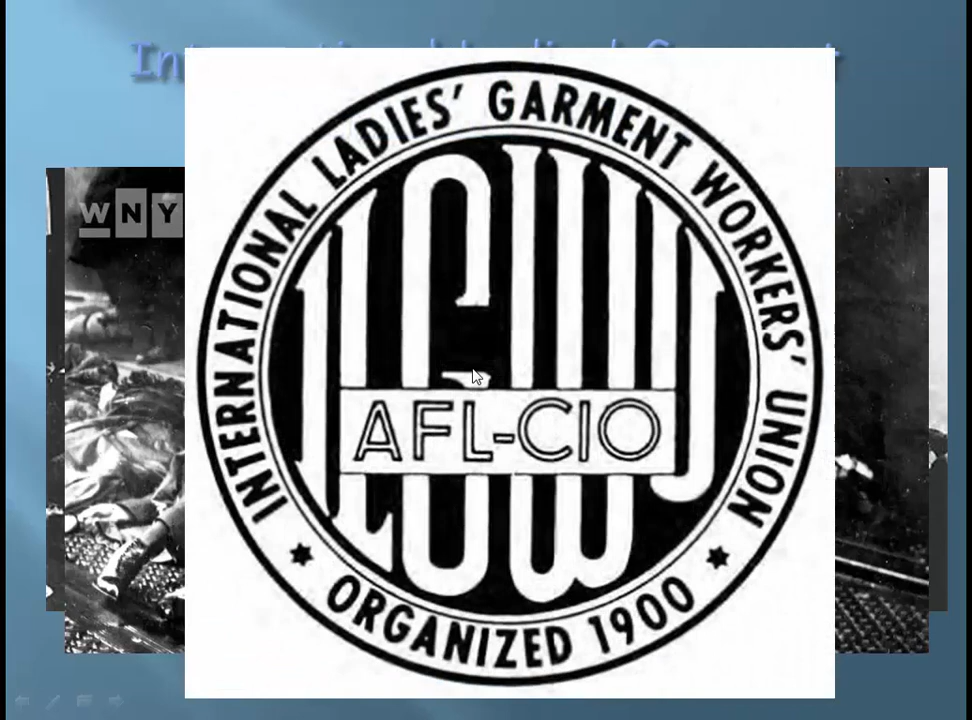 INTERNATIONAL LADIES' GARMENT WORKERS' UNION
ILGWU
AFL-CIO
ORGANIZED 1900
WNY